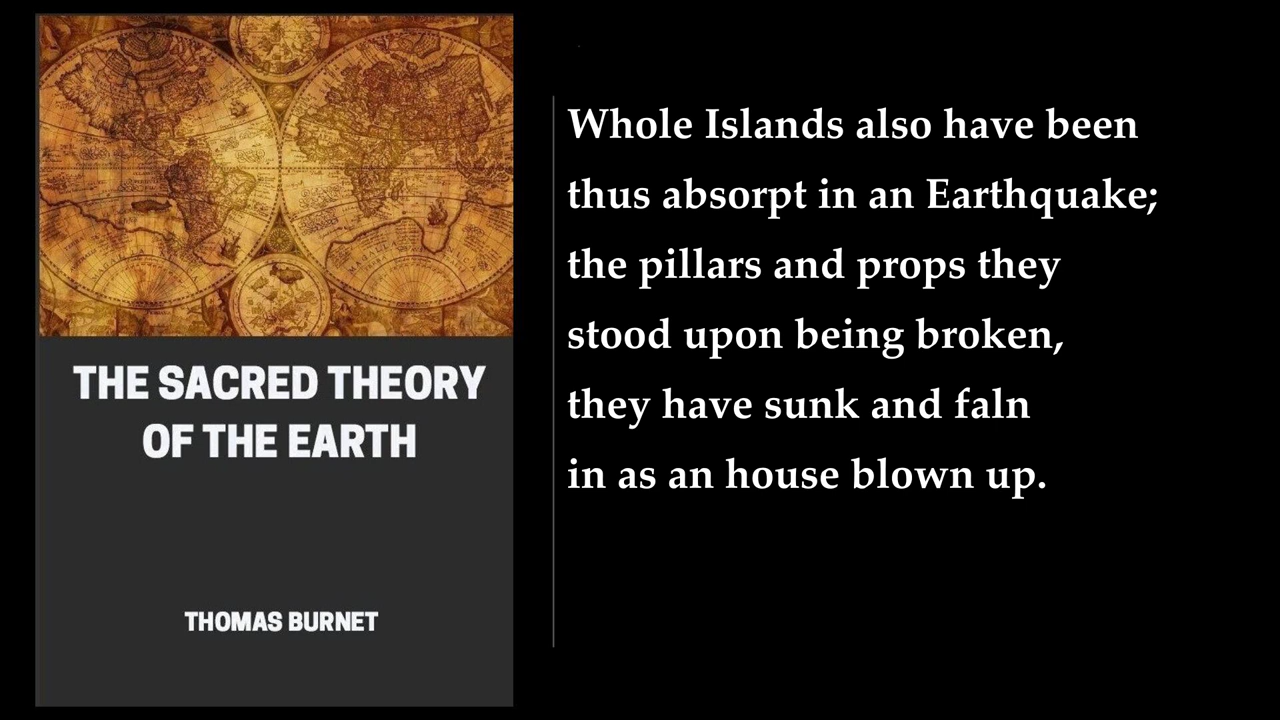 THE SACRED THEORY
OF THE EARTH
THOMAS BURNET
Whole Islands also have been
thus absorpt in an Earthquake;
the pillars and props they
stood upon being broken,
they have sunk and faln
in as an house blown up.